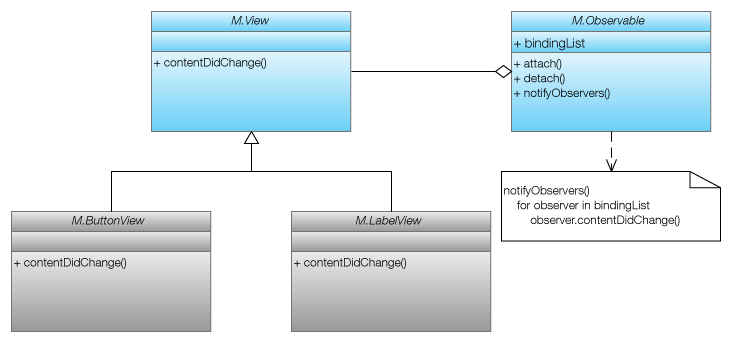 M.View
+ contentDidChange()
M.Observable
+ bindingList
+ attach()
+ detach()
+ notifyObservers()
notifyObservers()
for observer in bindingList
observer.contentDidChange()
M.ButtonView
+ contentDidChange()
M.LabelView
+ contentDidChange()